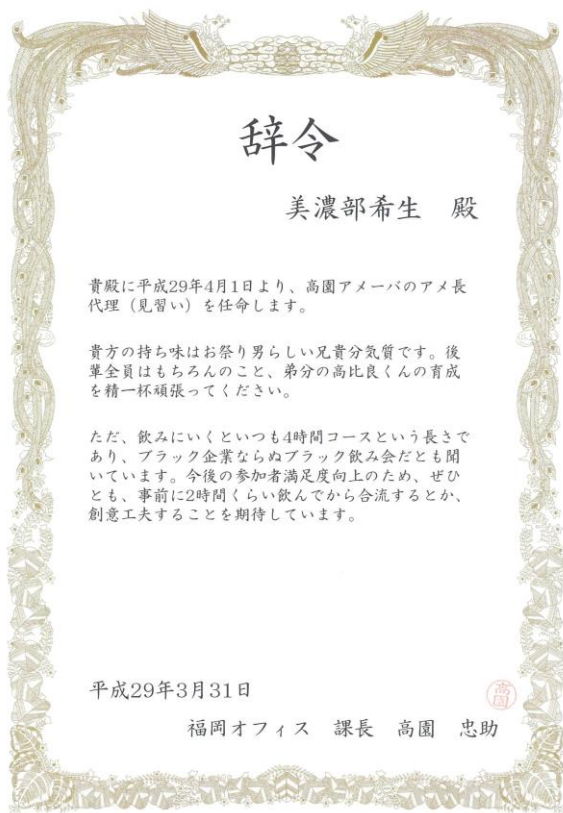 辞令
美濃部希生　殿
貴殿に平成29年4月1日より、高園アメーバのアメ長
代理（見習い）を任命します。
貴方の持ち味はお祭り男らしい兄貴分気質です。後
輩全員はもちろんのこと、弟分の高比良くんの育成
を精一杯頑張ってください。
ただ、飲みにいくといつも4時間コースという長さで
あり、ブラック企業ならぬブラック飲み会だとも聞
いています。今後の参加者満足度向上のため、ぜひ
とも、事前に2時間くらい飲んでから合流するとか、
創意工夫することを期待しています。
平成29年3月31日
高園
福岡オフィス　課長　高園　忠助